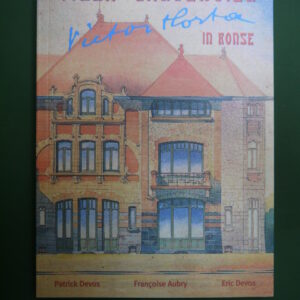 Victor Horta
IN RONSE
Patrick Devos
Françoise Aubry
Eric Devos